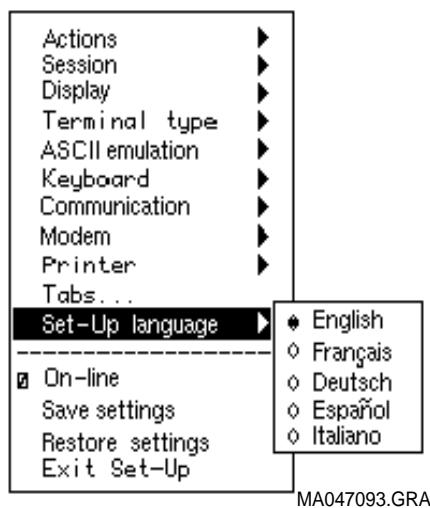 Actions
Session
Display
Terminal type
ASCII emulation
Keyboard
Communication
Modem
Printer
Tabs...
Set-Up language
English
Français
Deutsch
Español
Italiano
On-line
Save settings
Restore settings
Exit Set-Up
MA047093.GRA